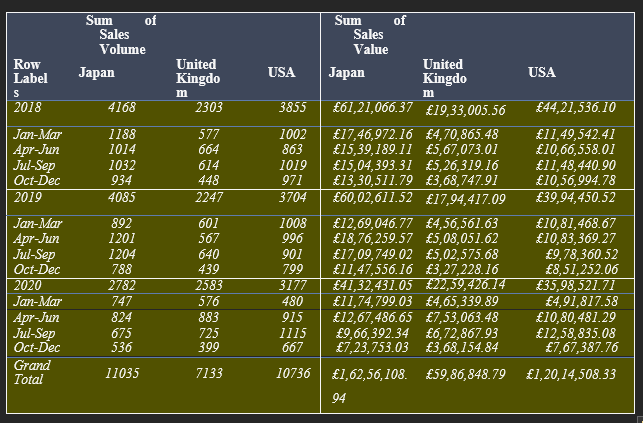 Sum of Sales Volume Sum of Sales Value
Row Labels Japan United Kingdom USA Japan United Kingdom USA
2018 4168 2303 3855 £61,21,066.37 £19,33,005.56 £44,21,536.10
Jan-Mar 1188 577 1002 £17,46,972.16 £4,70,865.48 £11,49,542.41
Apr-Jun 1014 664 863 £15,39,189.11 £5,67,073.01 £10,66,558.01
Jul-Sep 1032 614 1019 £15,04,393.31 £5,26,319.16 £11,48,440.90
Oct-Dec 934 448 971 £13,30,511.79 £3,68,747.91 £10,56,994.78
2019 4085 2247 3704 £60,02,611.52 £17,94,417.09 £39,94,450.52
Jan-Mar 892 601 1008 £12,69,046.77 £4,56,561.63 £10,81,468.67
Apr-Jun 1201 567 996 £18,76,259.57 £5,08,051.62 £10,83,369.27
Jul-Sep 1204 640 901 £17,09,749.02 £5,02,575.68 £9,78,360.52
Oct-Dec 788 439 799 £11,47,556.16 £3,27,228.16 £8,51,252.06
2020 2782 2583 3177 £41,32,431.05 £22,59,426.14 £35,98,521.71
Jan-Mar 747 576 480 £11,74,799.03 £4,65,339.89 £4,91,817.58
Apr-Jun 824 883 915 £12,67,486.65 £7,53,063.48 £10,80,481.29
Jul-Sep 675 725 1115 £9,66,392.34 £6,72,867.93 £12,58,835.08
Oct-Dec 536 399 667 £7,23,753.03 £3,68,154.84 £7,67,387.76
Grand Total 11035 7133 10736 £1,62,56,108.94 £59,86,848.79 £1,20,14,508.33